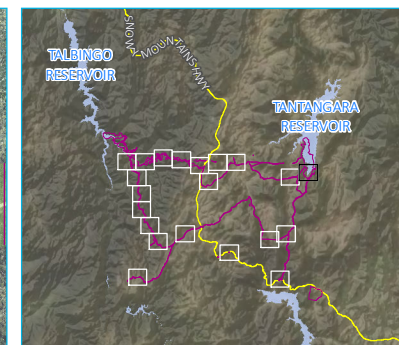 SNOWY MOUNTAINS HWY
TALBINGO
RESERVOIR
TANTANGARA
RESERVOIR